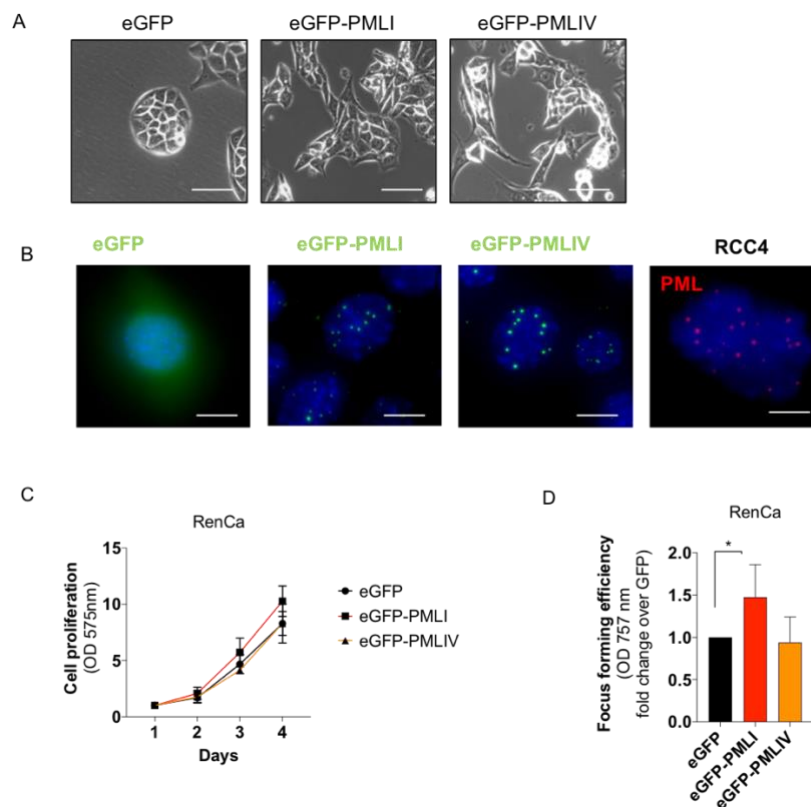 A
eGFP
eGFP-PMLI
eGFP-PMLIV
B
eGFP
eGFP-PMLI
eGFP-PMLIV
RCC4
PML
C
RenCa
Cell proliferation
(OD 575nm)
15
10
5
0
1 2 3 4
Days
eGFP
eGFP-PMLI
eGFP-PMLIV
D
RenCa
Focus forming efficiency
(OD 757 nm
fold change over GFP)
2.0
1.5
1.0
0.5
0.0
*
eGFP
eGFP-PMLI
eGFP-PMLIV